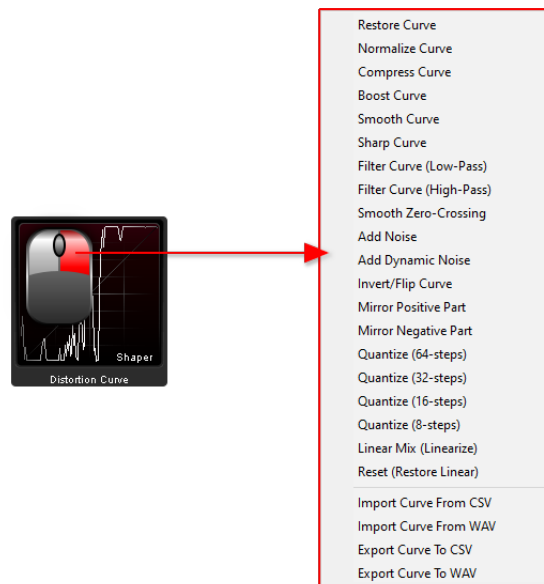 Restore Curve
Normalize Curve
Compress Curve
Boost Curve
Smooth Curve
Sharp Curve
Filter Curve (Low-Pass)
Filter Curve (High-Pass)
Smooth Zero-Crossing
Add Noise
Add Dynamic Noise
Invert/Flip Curve
Mirror Positive Part
Mirror Negative Part
Quantize (64-steps)
Quantize (32-steps)
Quantize (16-steps)
Quantize (8-steps)
Linear Mix (Linearize)
Reset (Restore Linear)
Import Curve From CSV
Import Curve From WAV
Export Curve To CSV
Export Curve To WAV
Shaper
Distortion Curve